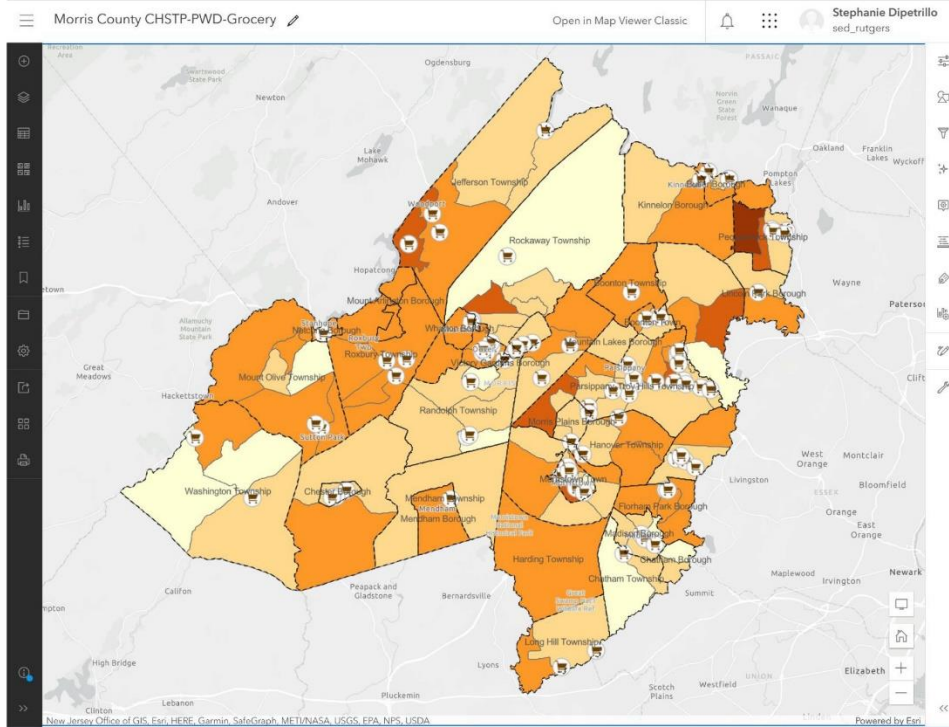 Morris County CHSTP-PWD-Grocery
Open in Map Viewer Classic
Stephanie Dipetrillo
sed_rutgers
Ogdensburg
PASSAIC
Newton
Wanaque
Oakland
Franklin Lakes
Wyckoff
Lake Mohawk
Pompton Lakes
Jefferson Township
Andover
Kinnelon Borough
Rockaway Township
Township
Hopatcong
Wayne
Mount Arlington Borough
Boonton Township
Lincoln Park Borough
Paterson
Allamuchy Mountain State Park
Borough
Mountain Lakes Borough
Great Meadows
Roxbury Township
Parsippany
Mount Olive Township
Parsippany-Troy Hills Township
Hackettstown
Randolph Township
Morris Plains Borough
Hanover Township
West Orange
Montclair
Washington Township
Livingston
Bloomfield
Mendham Township
ESSEX
Mendham
Mendham Borough
Florham Park Borough
Orange
East Orange
Madison Borough
Harding Township
Chatham Borough
Chatham Township
Maplewood
Irvington
Newark
Califon
Peapack and Gladstone
Bernardsville
Summit
Long Hill Township
High Bridge
Lyons
Elizabeth
UNION
Scotch Plains
Westfield
Pluckemin
Clinton
Lebanon
Linden
New Jersey Office of GIS, Esri, HERE, Garmin, SafeGraph, METI/NASA, USGS, EPA, NPS, USDA
Powered by Esri